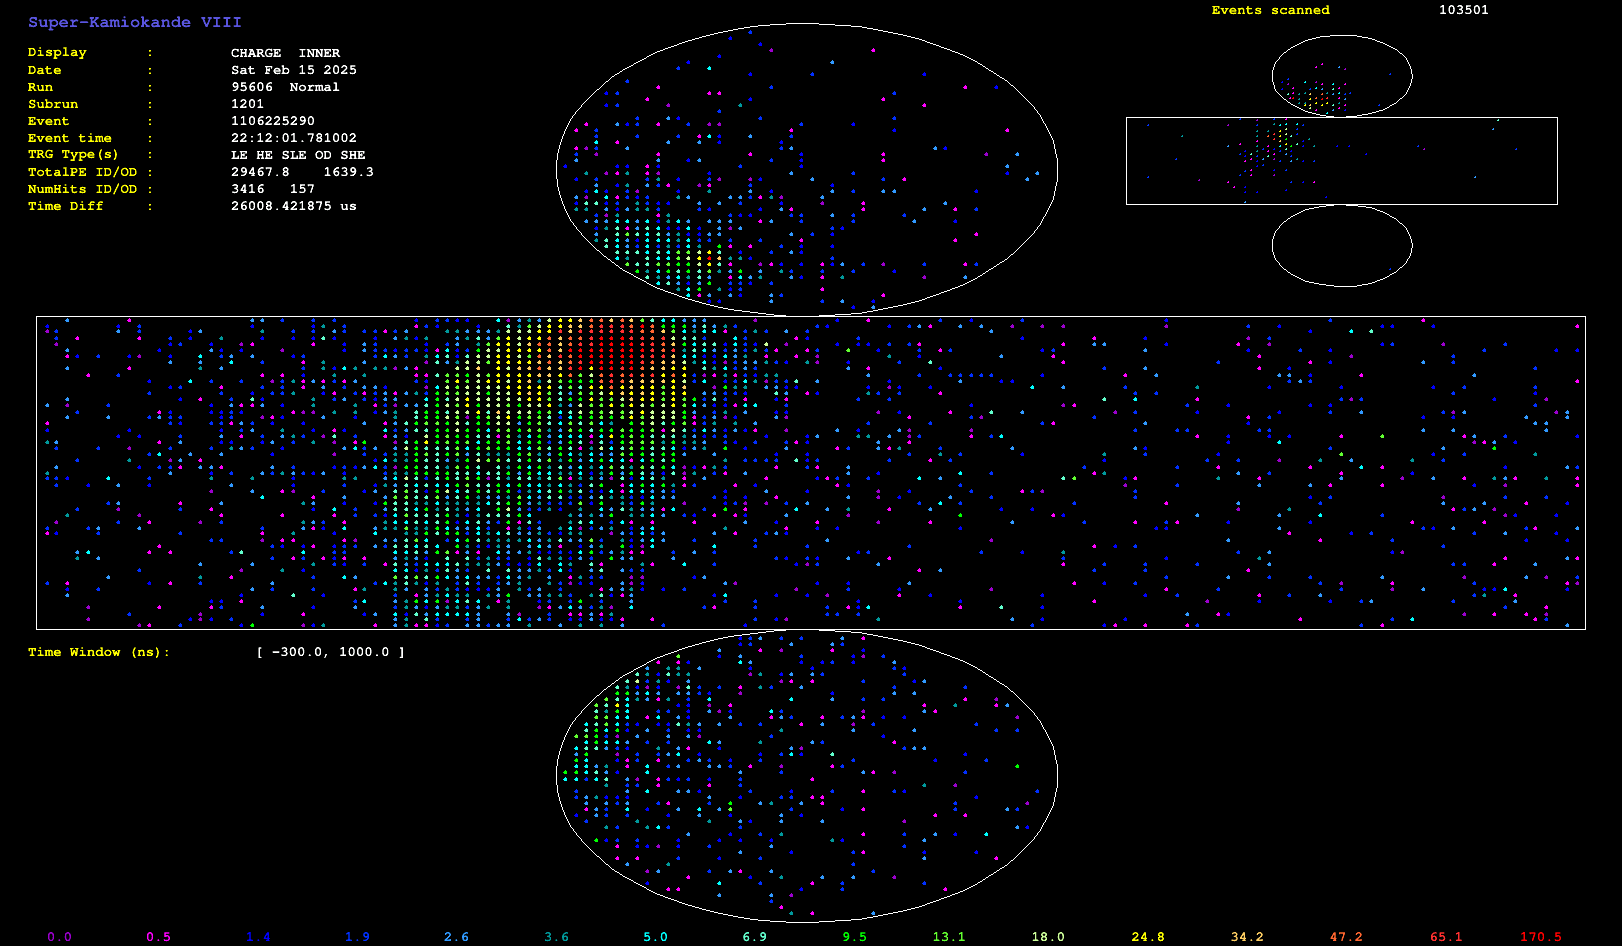 Super-Kamiokande VIII
Events scanned 103501
Display : CHARGE INNER
Date : Sat Feb 15 2025
Run : 95606 Normal
Subrun : 1201
Event : 1106225290
Event time : 22:12:01.781002
TRG Type(s) : LE HE SLE OD SHE
TotalPE ID/OD : 29467.8 1639.3
NumHits ID/OD : 3416 157
Time Diff : 26008.421875 us
Time Window (ns): [ -300.0, 1000.0 ]
0.0 0.5 1.4 1.9 2.6 3.6 5.0 6.9 9.5 13.1 18.0 24.8 34.2 47.2 65.1 170.5